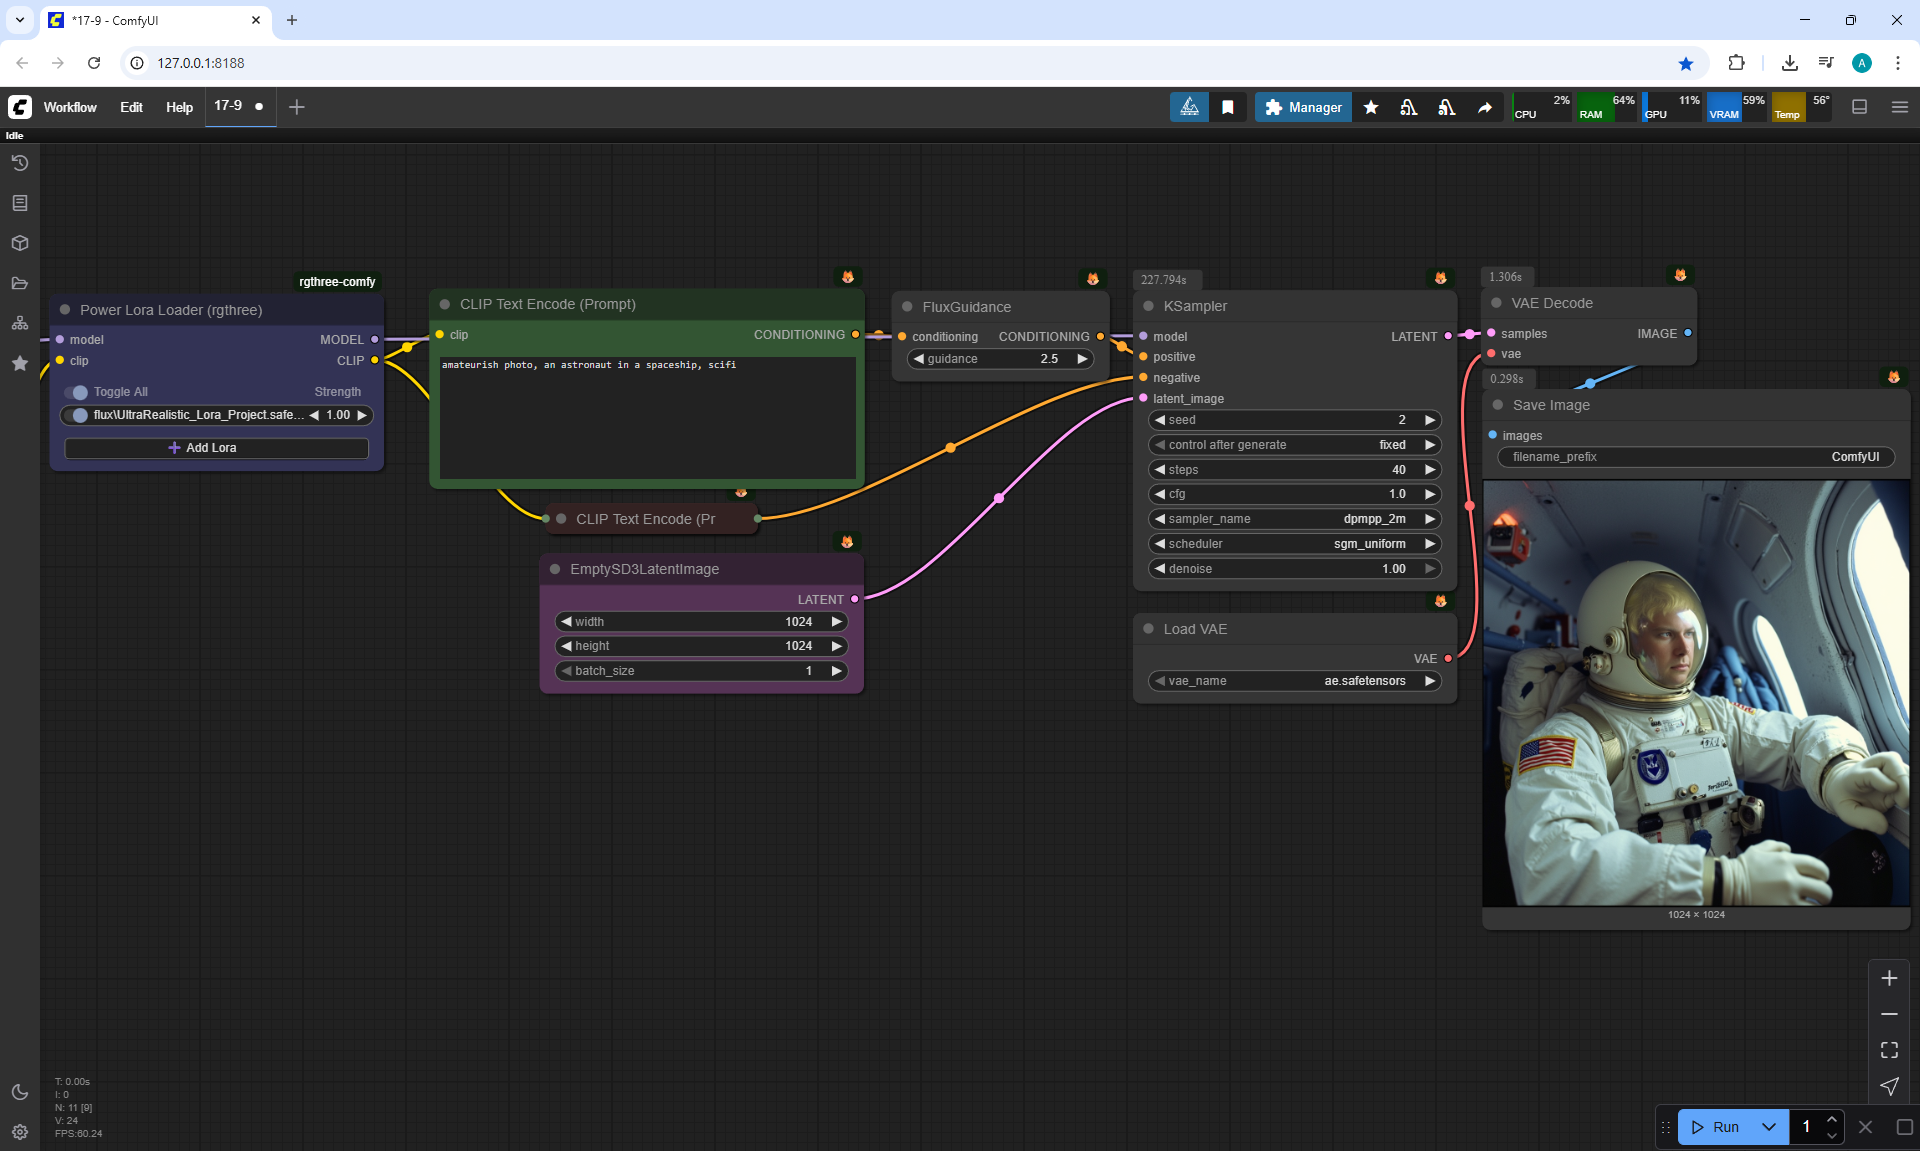 *17-9 - ComfyUI
127.0.0.1:8188
Workflow Edit Help 17-9
Manager
CPU 2% RAM 64% GPU 11% VRAM 59% Temp 56°
Idle
rgthree-comfy
Power Lora Loader (rgthree)
model MODEL
clip CLIP
Toggle All Strength
flux\UltraRealistic_Lora_Project.safe... 1.00
Add Lora
CLIP Text Encode (Prompt)
clip CONDITIONING
amateurish photo, an astronaut in a spaceship, scifi
CLIP Text Encode (Pr
EmptySD3LatentImage
LATENT
width 1024
height 1024
batch_size 1
FluxGuidance
conditioning CONDITIONING
guidance 2.5
227.794s
KSampler
model LATENT
positive
negative
latent_image
seed 2
control after generate fixed
steps 40
cfg 1.0
sampler_name dpmpp_2m
scheduler sgm_uniform
denoise 1.00
Load VAE
VAE
vae_name ae.safetensors
1.306s
VAE Decode
samples IMAGE
vae
0.298s
Save Image
images
filename_prefix ComfyUI
1024 × 1024
T: 0.00s
I: 0
N: 11 [9]
V: 24
FPS:60.24
Run 1
A